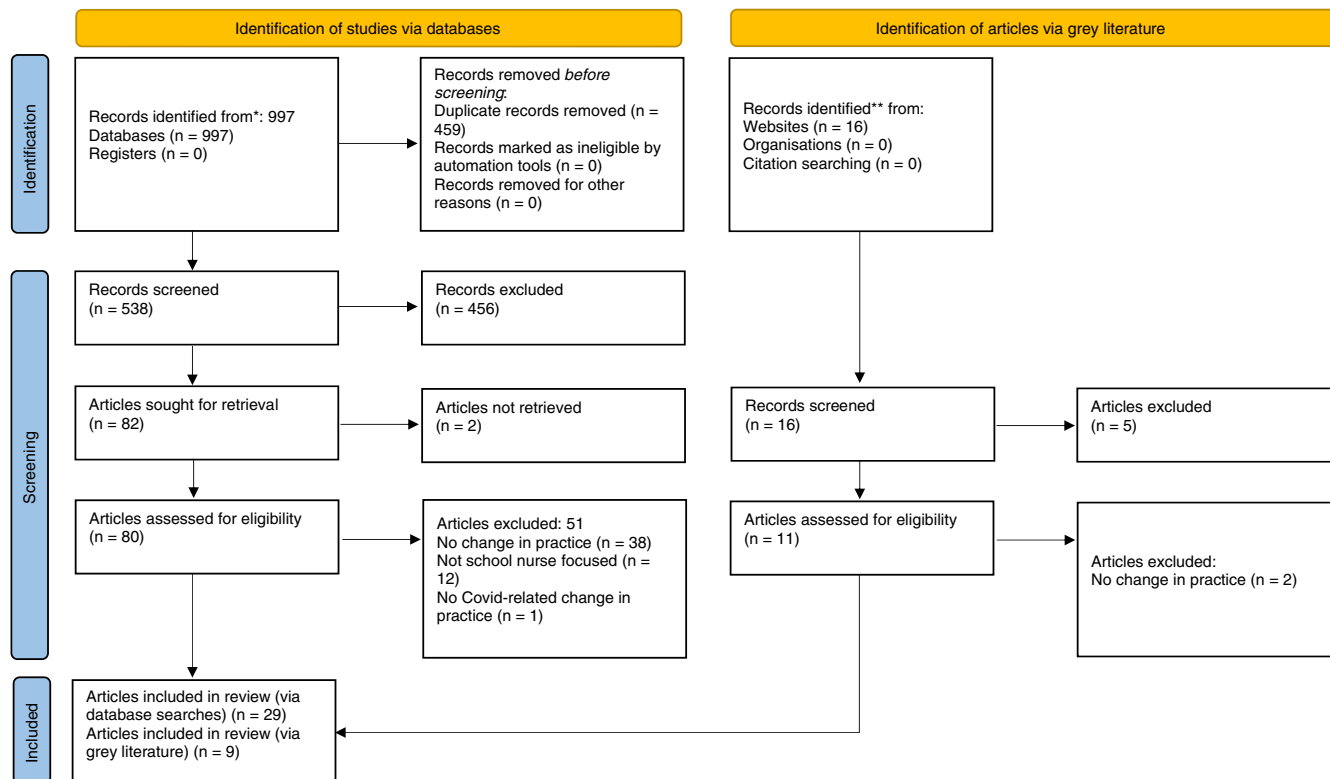 Identification of studies via databases
Identification of articles via grey literature
Identification
Records identified from*: 997
Databases (n = 997)
Registers (n = 0)
Records removed before
screening:
Duplicate records removed (n =
459)
Records marked as ineligible by
automation tools (n = 0)
Records removed for other
reasons (n = 0)
Records identified** from:
Websites (n = 16)
Organisations (n = 0)
Citation searching (n = 0)
Screening
Records screened
(n = 538)
Records excluded
(n = 456)
Articles sought for retrieval
(n = 82)
Articles not retrieved
(n = 2)
Records screened
(n = 16)
Articles excluded
(n = 5)
Articles assessed for eligibility
(n = 80)
Articles excluded: 51
No change in practice (n = 38)
Not school nurse focused (n =
12)
No Covid-related change in
practice (n = 1)
Articles assessed for eligibility
(n = 11)
Articles excluded:
No change in practice (n = 2)
Included
Articles included in review (via
database searches) (n = 29)
Articles included in review (via
grey literature) (n = 9)